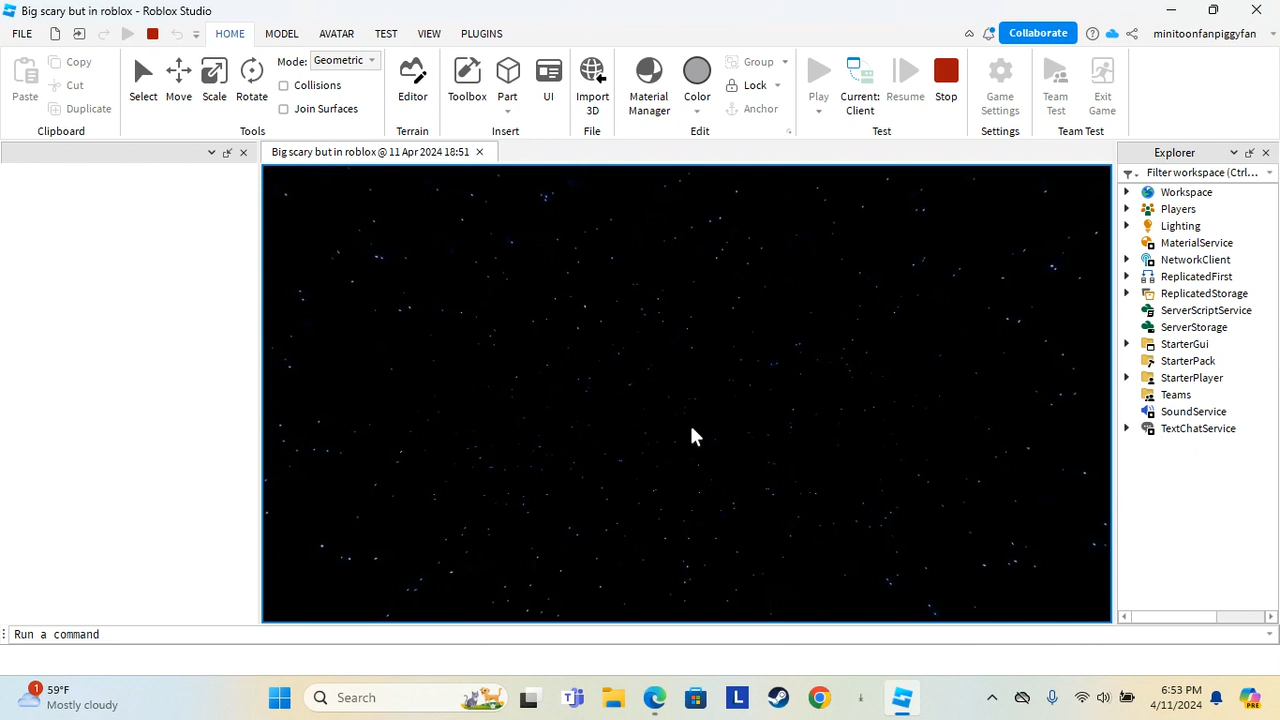 Big scary but in roblox - Roblox Studio
FILE HOME MODEL AVATAR TEST VIEW PLUGINS Collaborate minitoonfanpiggyfan
Paste Copy Cut Duplicate Clipboard
Select Move Scale Rotate Mode: Geometric Collisions Join Surfaces Tools
Editor Terrain
Toolbox Part UI Insert
Import 3D File
Material Manager Color Group Lock Anchor Edit
Play Current: Client Resume Stop Test
Game Settings Settings
Team Test Exit Game Team Test
Big scary but in roblox @ 11 Apr 2024 18:51
Explorer
Filter workspace (Ctrl...
Workspace
Players
Lighting
MaterialService
NetworkClient
ReplicatedFirst
ReplicatedStorage
ServerScriptService
ServerStorage
StarterGui
StarterPack
StarterPlayer
Teams
SoundService
TextChatService
Run a command
1 59°F
Mostly cloudy
Search
L
PRE
6:53 PM
4/11/2024